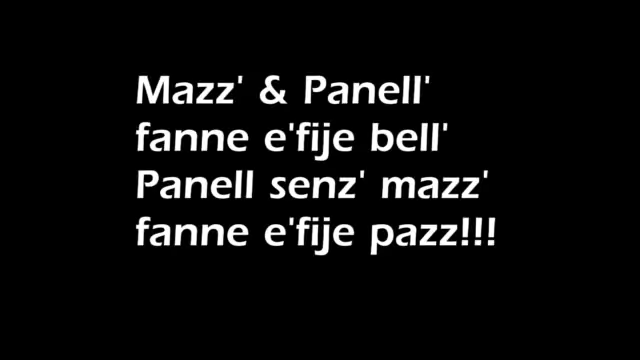 Mazz' & Panell'
fanne e'fije bell'
Panell senz' mazz'
fanne e'fije pazz!!!